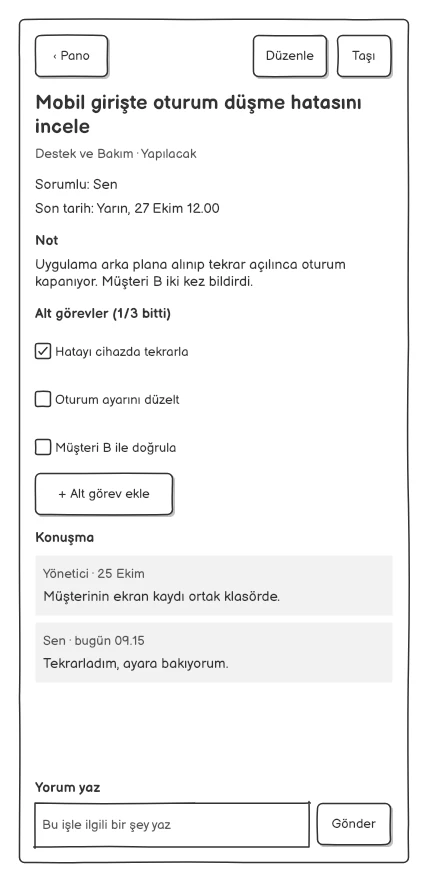 ‹ Pano
Düzenle
Taşı
Mobil girişte oturum düşme hatasını
incele
Destek ve Bakım · Yapılacak
Sorumlu: Sen
Son tarih: Yarın, 27 Ekim 12.00
Not
Uygulama arka plana alınıp tekrar açılınca oturum
kapanıyor. Müşteri B iki kez bildirdi.
Alt görevler (1/3 bitti)
Hatayı cihazda tekrarla
Oturum ayarını düzelt
Müşteri B ile doğrula
+ Alt görev ekle
Konuşma
Yönetici · 25 Ekim
Müşterinin ekran kaydı ortak klasörde.
Sen · bugün 09.15
Tekrarladım, ayara bakıyorum.
Yorum yaz
Bu işle ilgili bir şey yaz
Gönder